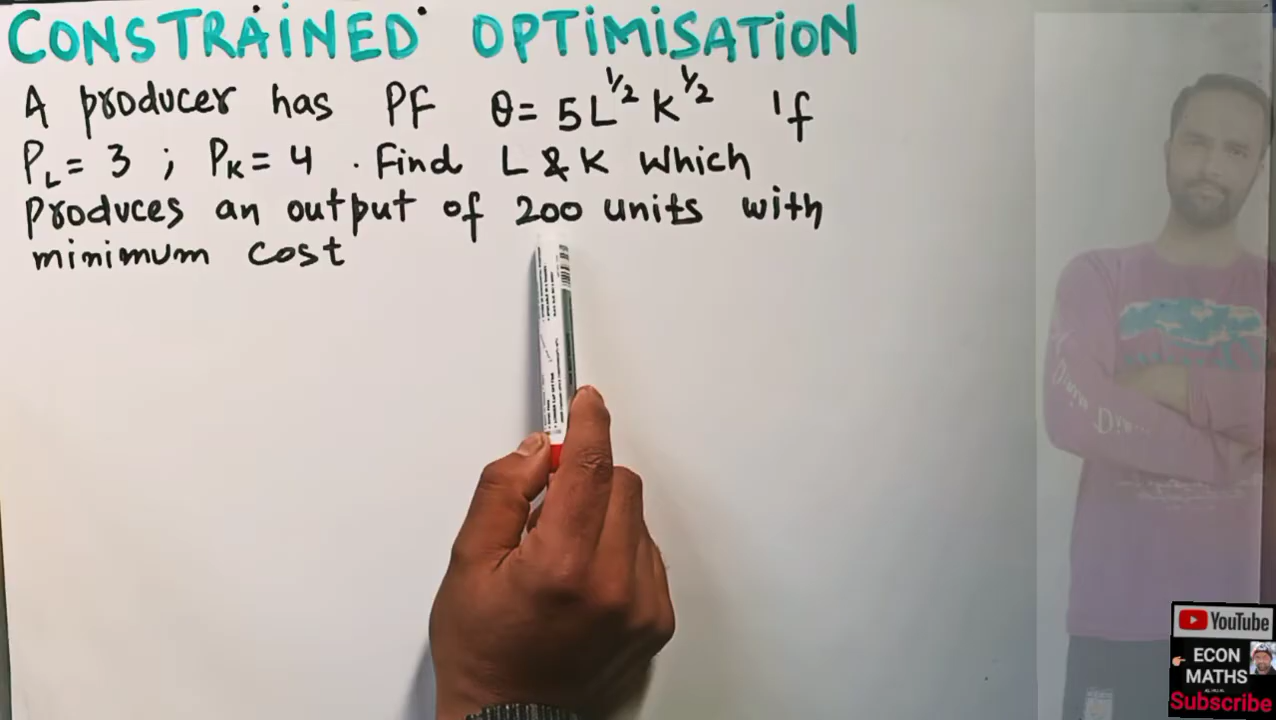 CONSTRAINED OPTIMISATION
A producer has PF θ= 5L^1/2 K^1/2 If
PL= 3 ; PK= 4 . Find L & K which
produces an output of 200 units with
minimum cost
YouTube
ECON
MATHS
Subscribe